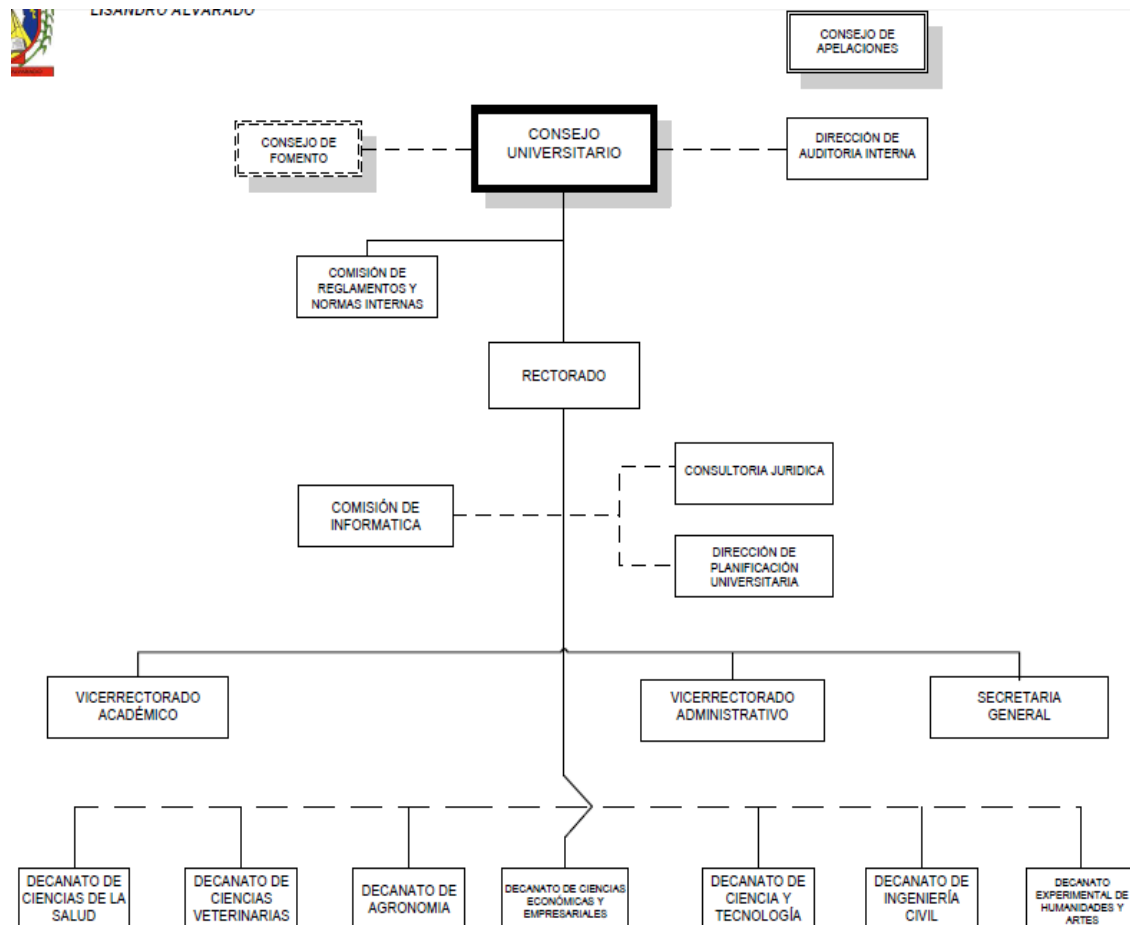 LISANDRO ALVARADO
CONSEJO DE
APELACIONES
CONSEJO DE
FOMENTO
CONSEJO
UNIVERSITARIO
DIRECCIÓN DE
AUDITORIA INTERNA
COMISIÓN DE
REGLAMENTOS Y
NORMAS INTERNAS
RECTORADO
CONSULTORIA JURIDICA
COMISIÓN DE
INFORMATICA
DIRECCIÓN DE
PLANIFICACIÓN
UNIVERSITARIA
VICERRECTORADO
ACADÉMICO
VICERRECTORADO
ADMINISTRATIVO
SECRETARIA
GENERAL
DECANATO DE
CIENCIAS DE LA
SALUD
DECANATO DE
CIENCIAS
VETERINARIAS
DECANATO DE
AGRONOMIA
DECANATO DE CIENCIAS
ECONÓMICAS Y
EMPRESARIALES
DECANATO DE
CIENCIA Y
TECNOLOGÍA
DECANATO DE
INGENIERÍA
CIVIL
DECANATO
EXPERIMENTAL DE
HUMANIDADES Y
ARTES